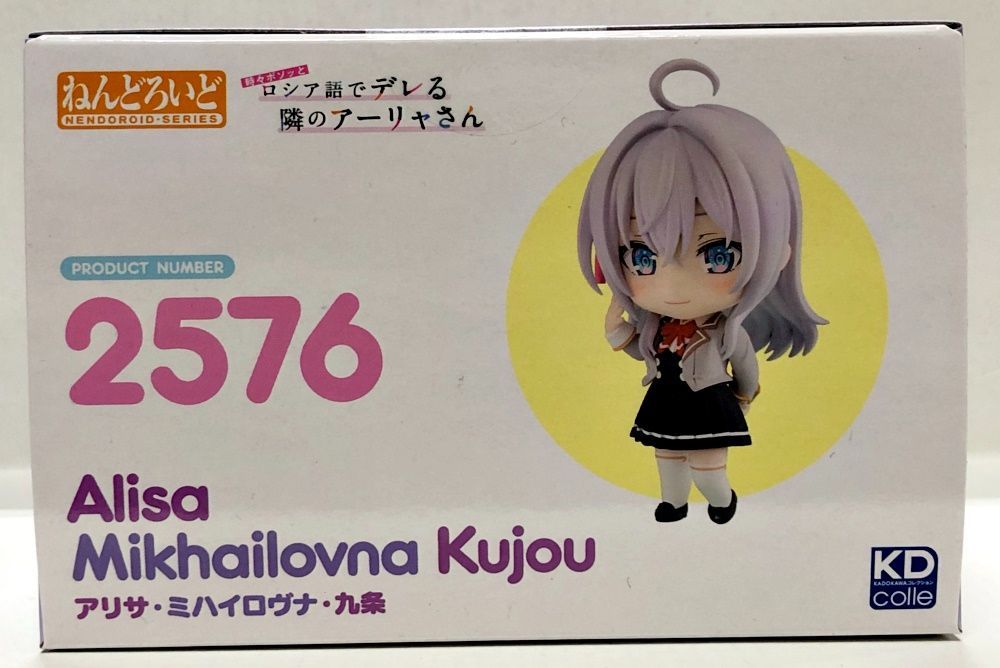 ねんどろいど
NENDOROID-SERIES
時々ボソッと
ロシア語でデレる
隣のアーリャさん
PRODUCT NUMBER
2576
Alisa
Mikhailovna Kujou
アリサ・ミハイロヴナ・九条
KD
KADOKAWAコレクション
colle